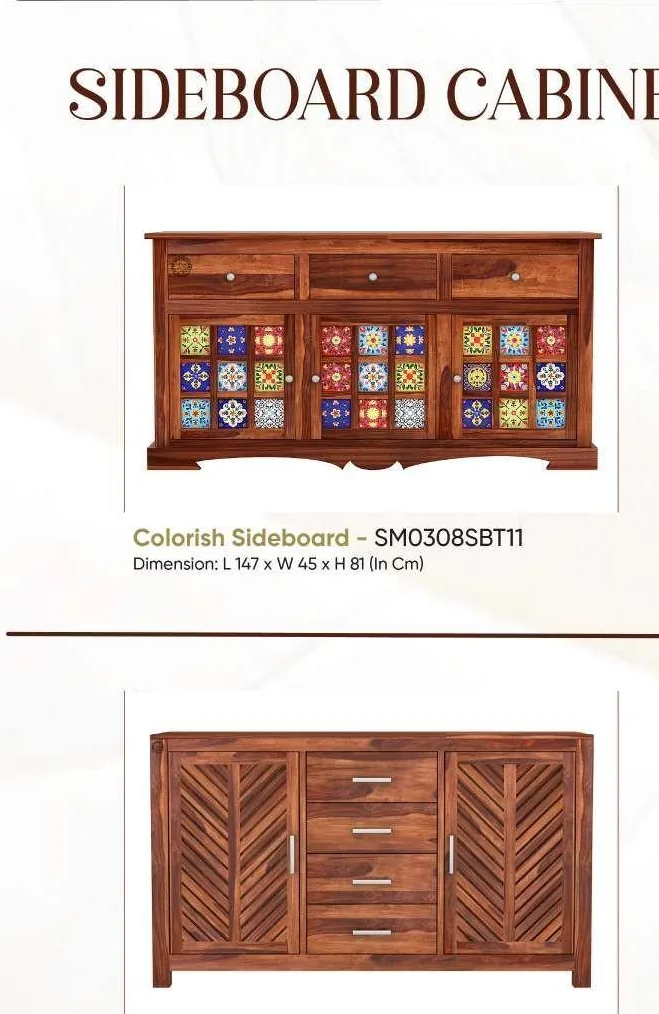 SIDEBOARD CABINE
Colorish Sideboard - SM0308SBT11
Dimension: L 147 x W 45 x H 81 (In Cm)